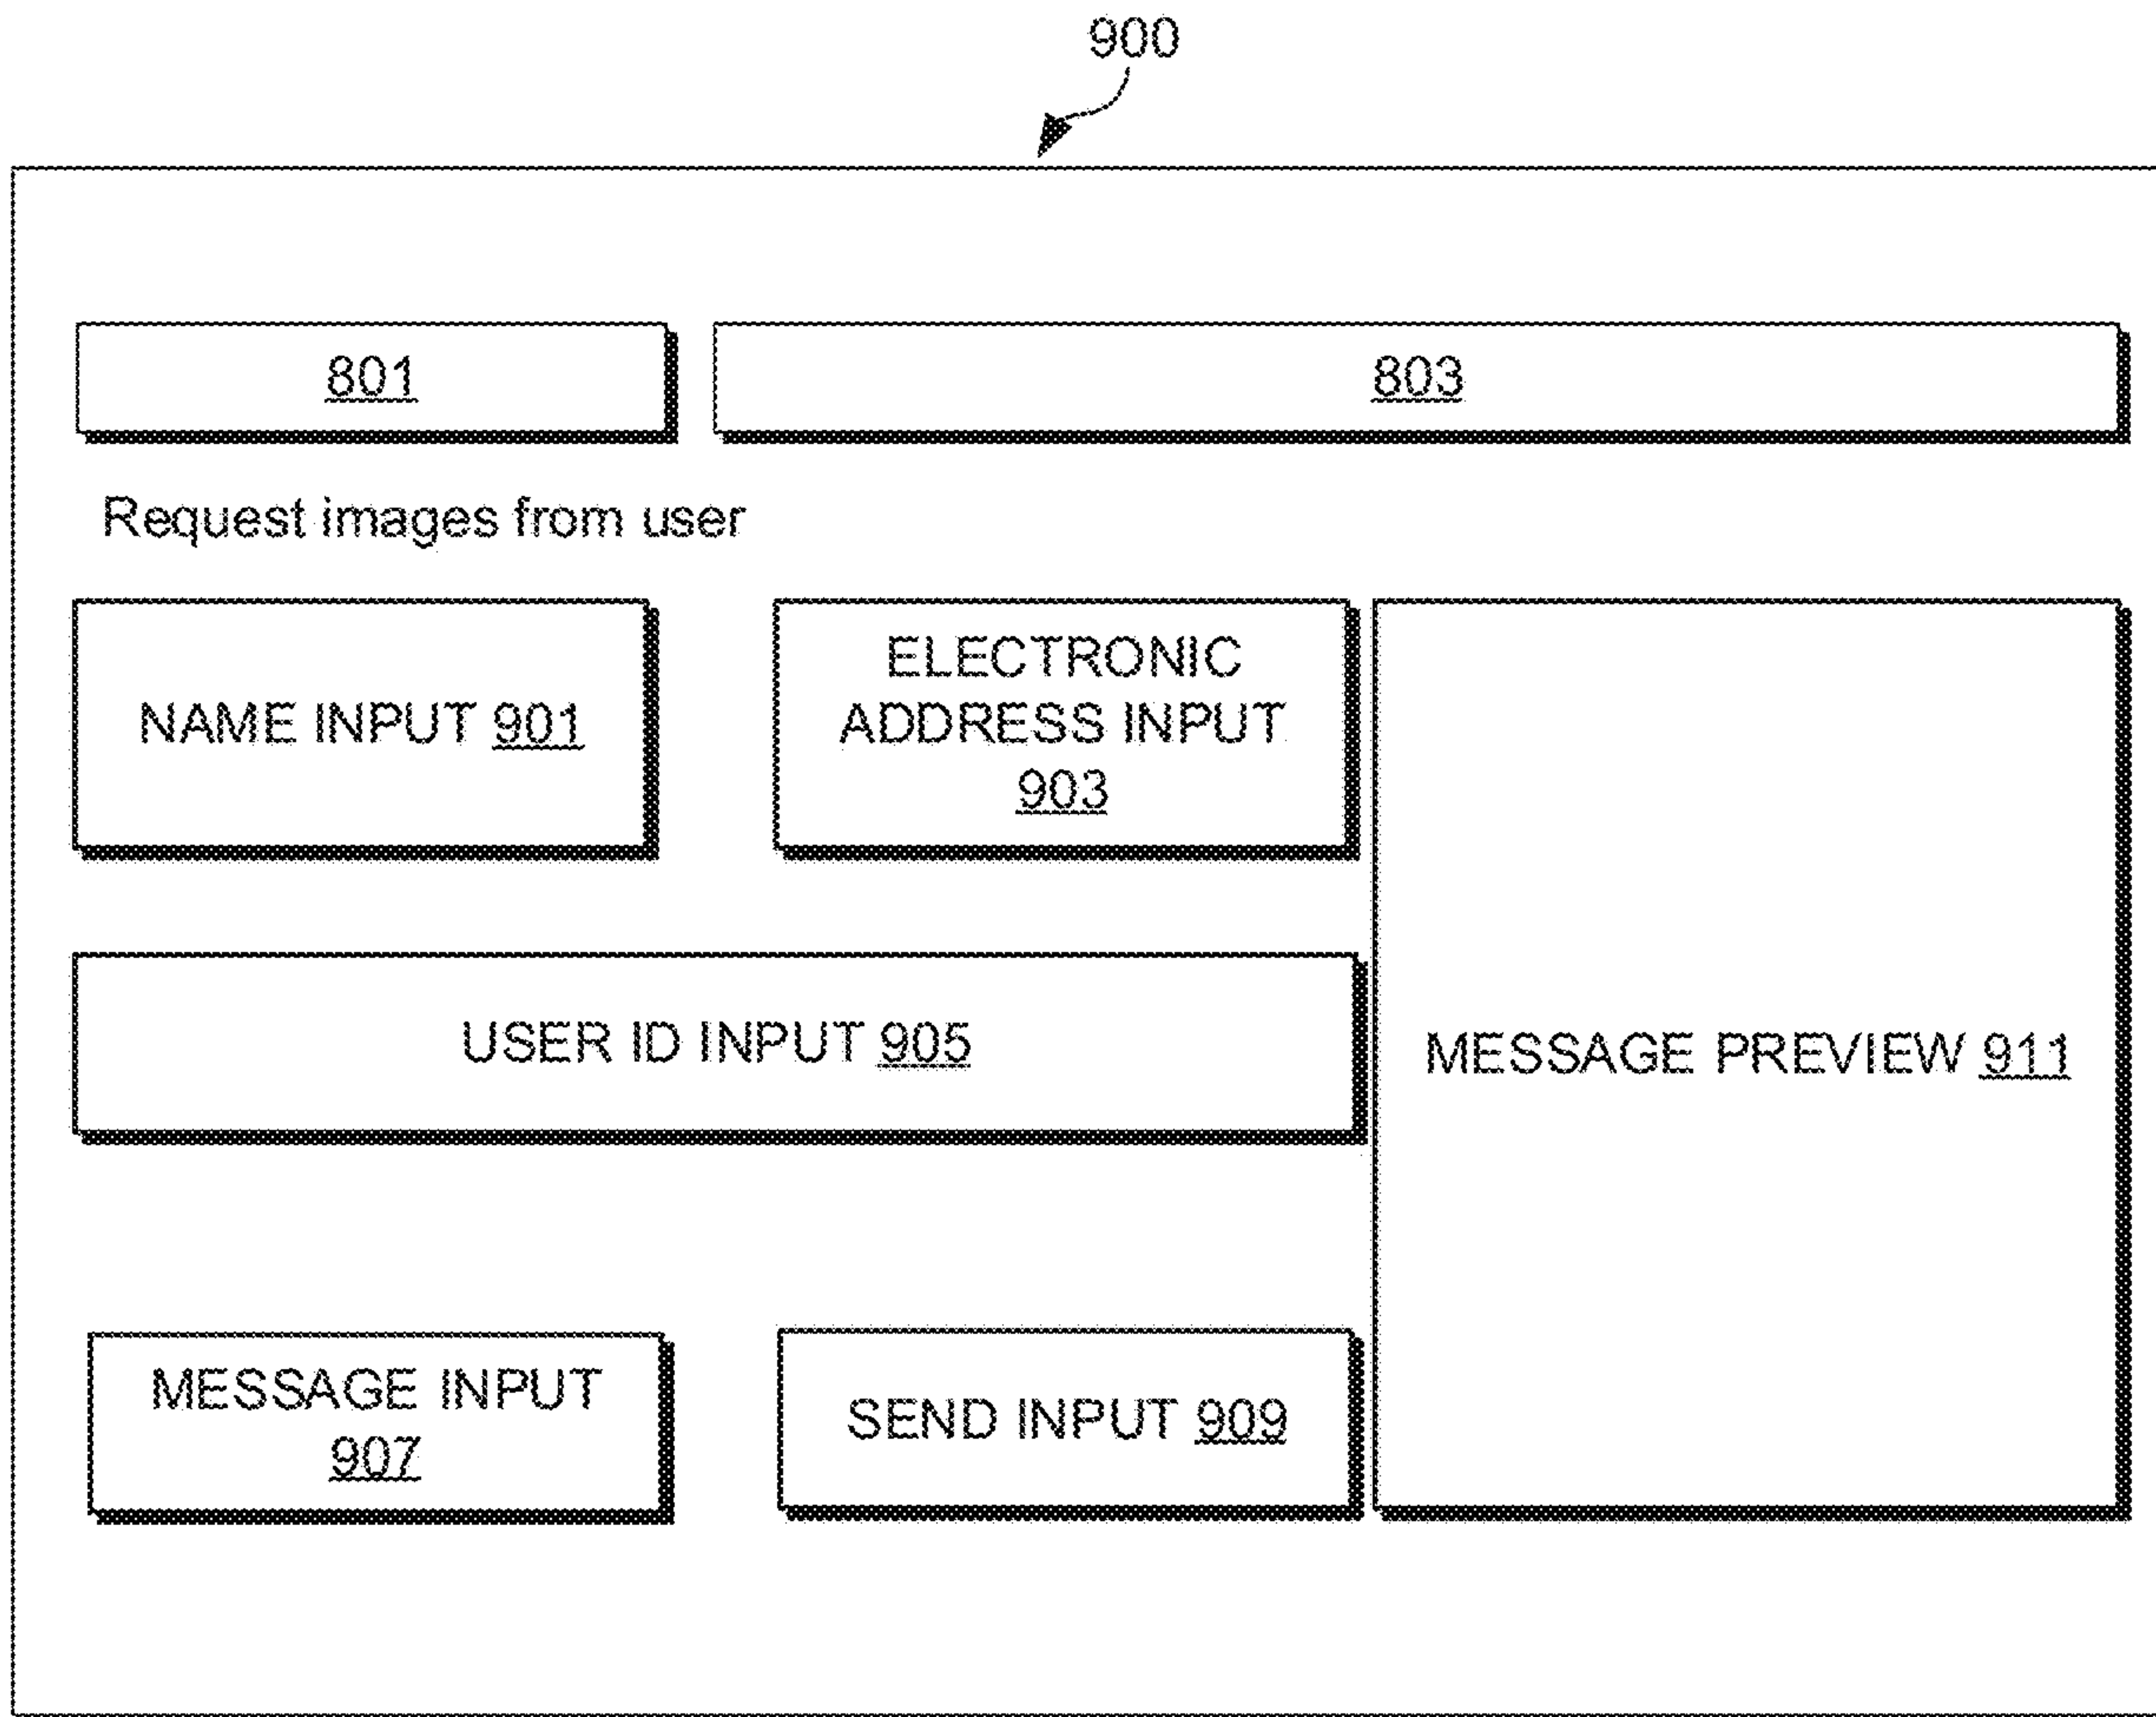 900
801
803
Request images from user
NAME INPUT 901
ELECTRONIC
ADDRESS INPUT
903
USER ID INPUT 905
MESSAGE PREVIEW 911
MESSAGE INPUT
907
SEND INPUT 909